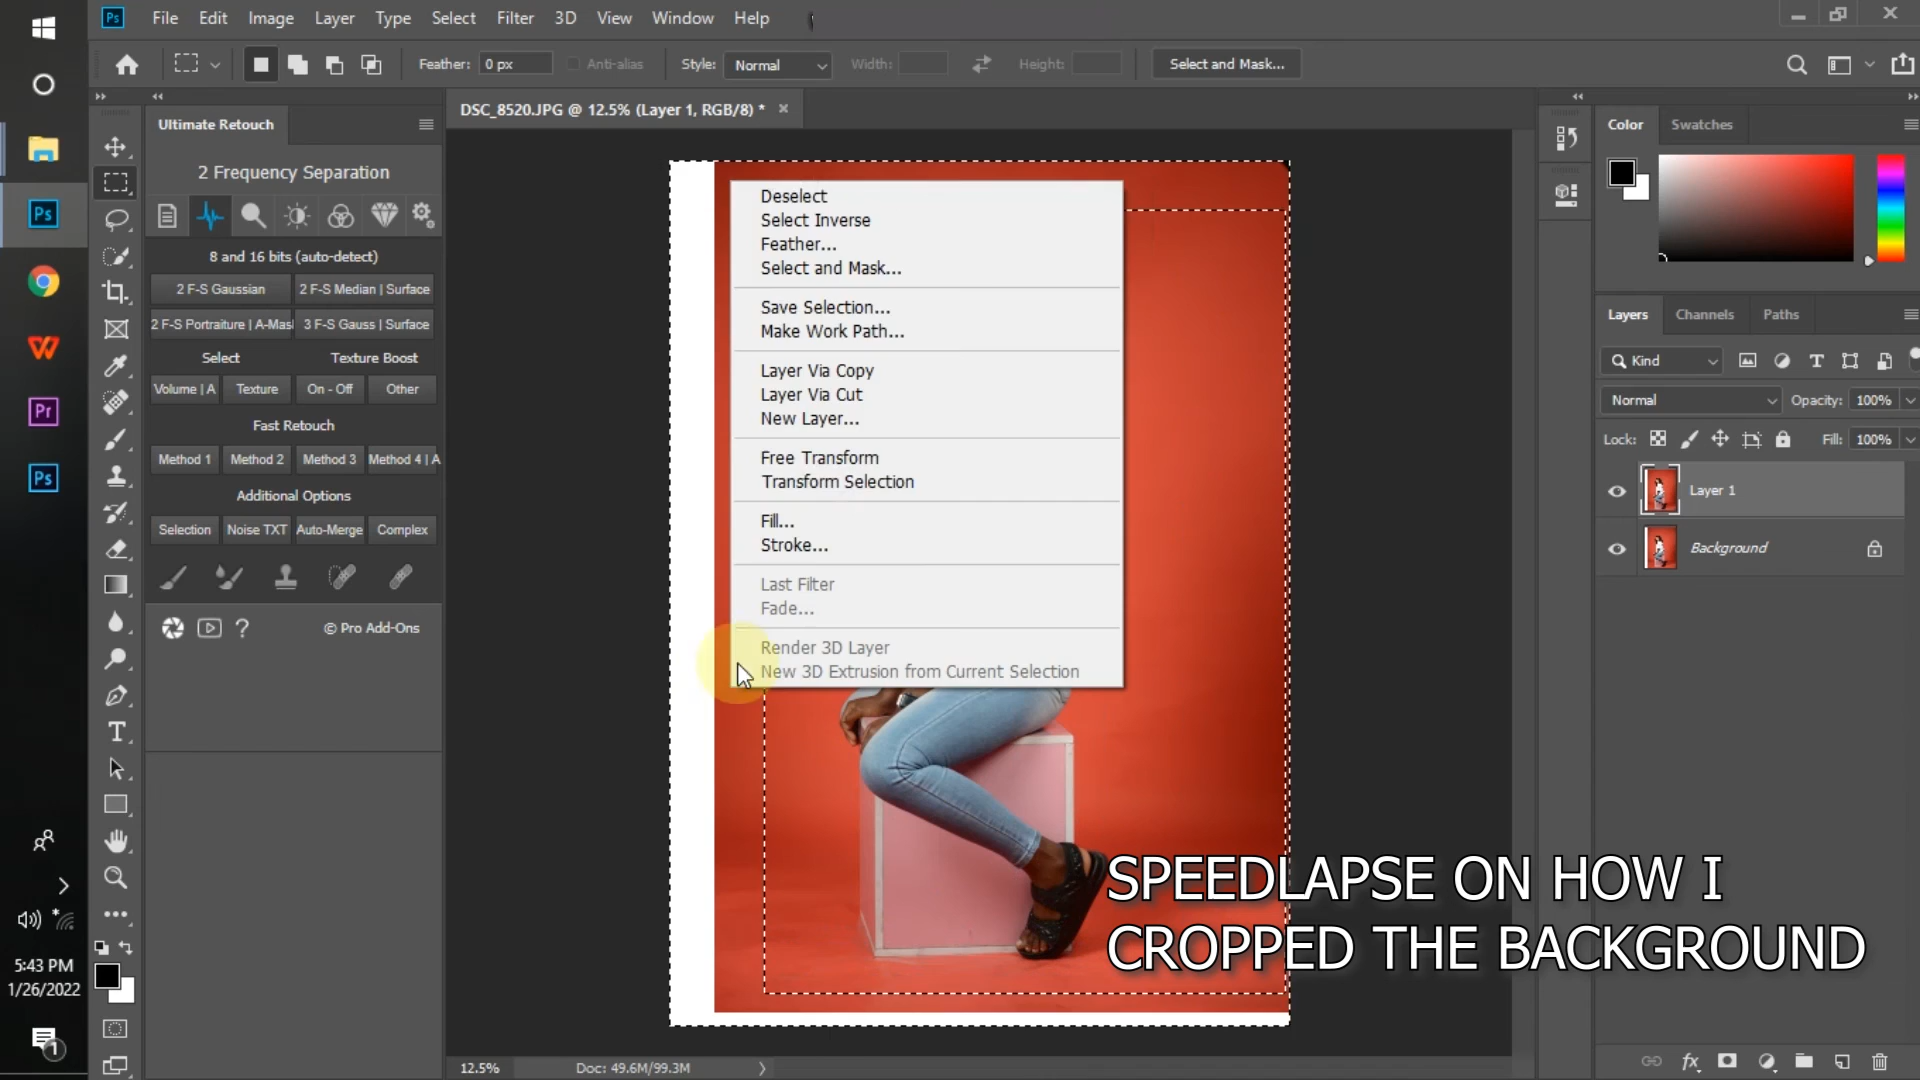 Ps File Edit Image Layer Type Select Filter 3D View Window Help
Feather: 0 px Anti-alias Style: Normal Width: Height: Select and Mask...
Ultimate Retouch
DSC_8520.JPG @ 12.5% (Layer 1, RGB/8) *
2 Frequency Separation
8 and 16 bits (auto-detect)
2 F-S Gaussian 2 F-S Median | Surface
2 F-S Portraiture | A-Mas 3 F-S Gauss | Surface
Select Texture Boost
Volume | A Texture On - Off Other
Fast Retouch
Method 1 Method 2 Method 3 Method 4 | A
Additional Options
Selection Noise TXT Auto-Merge Complex
? © Pro Add-Ons
Deselect
Select Inverse
Feather...
Select and Mask...
Save Selection...
Make Work Path...
Layer Via Copy
Layer Via Cut
New Layer...
Free Transform
Transform Selection
Fill...
Stroke...
Last Filter
Fade...
Render 3D Layer
New 3D Extrusion from Current Selection
SPEEDLAPSE ON HOW I
CROPPED THE BACKGROUND
Color Swatches
Layers Channels Paths
Kind
Normal Opacity: 100%
Lock: Fill: 100%
Layer 1
Background
fx
Ps
W
Pr
Ps
5:43 PM
1/26/2022
1
12.5% Doc: 49.6M/99.3M